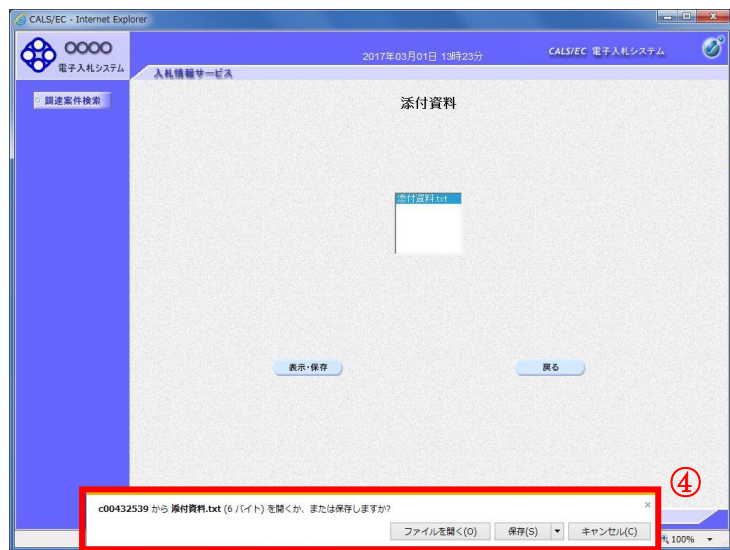 CALS/EC - Internet Explorer
○○○○
電子入札システム
2017年03月01日 13時23分
CALS/EC 電子入札システム
入札情報サービス
調達案件検索
添付資料
添付資料.txt
表示・保存
戻る
④
c00432539 から 添付資料.txt (6 バイト) を開くか、または保存しますか?
×
ファイルを開く(O)
保存(S)
キャンセル(C)
100%